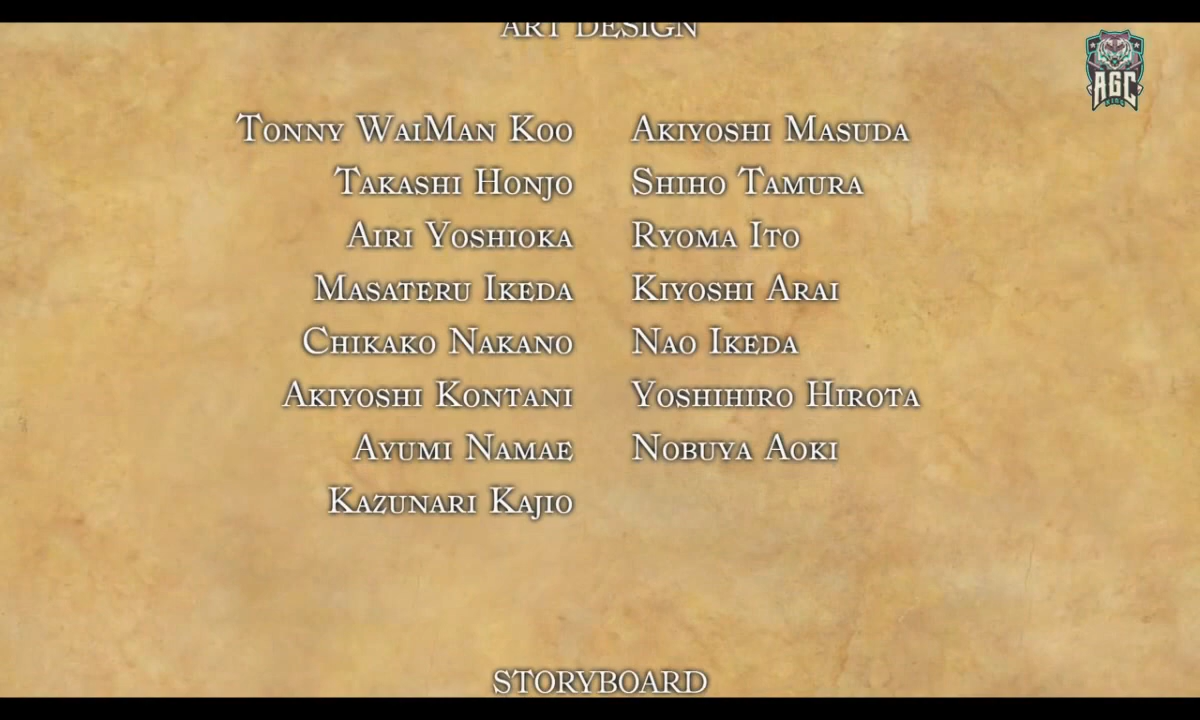 ART DESIGN
AGC
KING
TONNY WAIMAN KOO AKIYOSHI MASUDA
TAKASHI HONJO SHIHO TAMURA
AIRI YOSHIOKA RYOMA ITO
MASATERU IKEDA KIYOSHI ARAI
CHIKAKO NAKANO NAO IKEDA
AKIYOSHI KONTANI YOSHIHIRO HIROTA
AYUMI NAMAE NOBUYA AOKI
KAZUNARI KAJIO
STORYBOARD